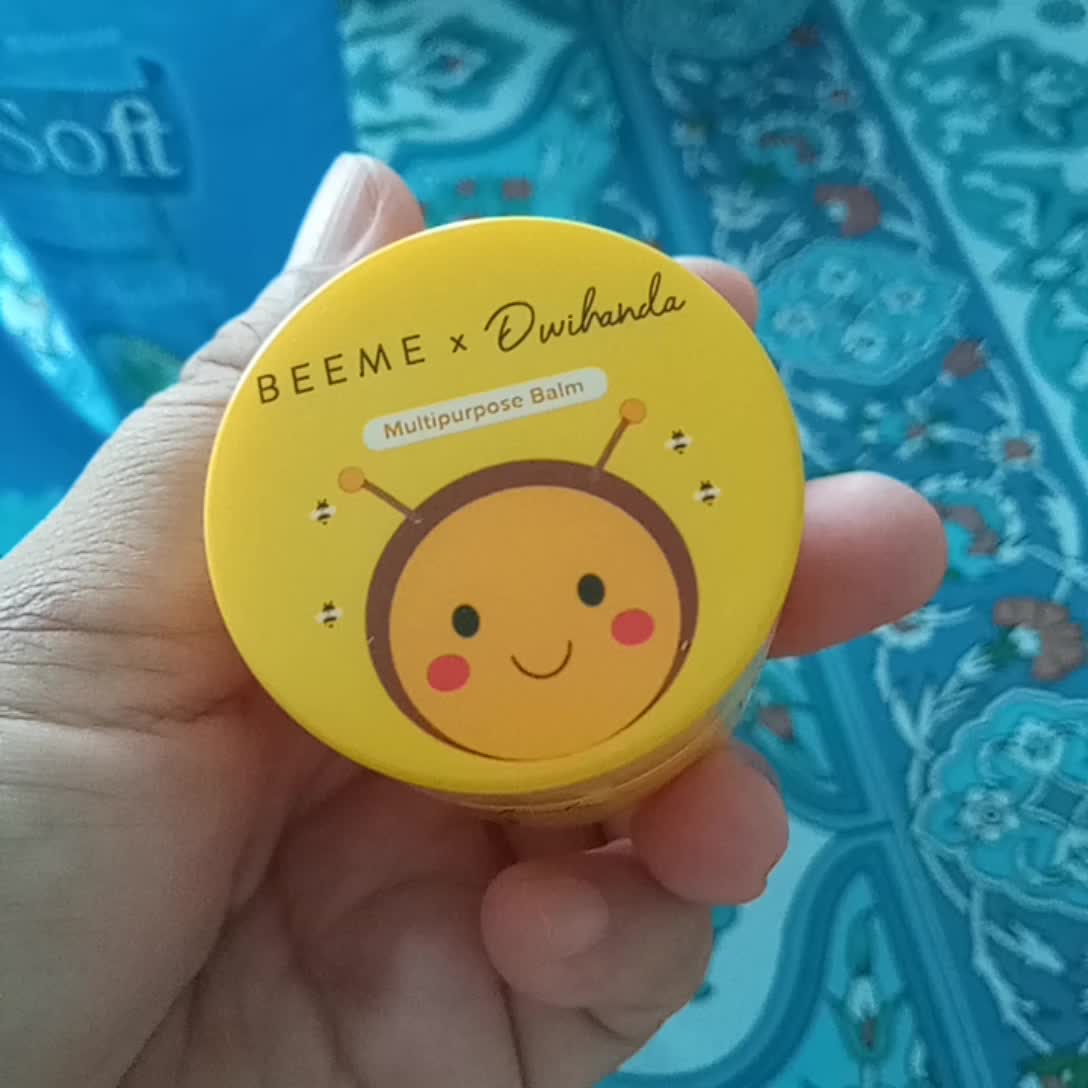 Soft
BEEME x Dwihanda
Multipurpose Balm